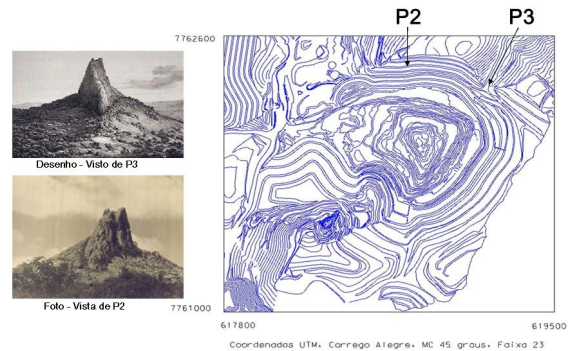 P2 P3
7762600
Desenho - Visto de P3
Foto - Vista de P2
7761000
617800 619500
Coordenadas UTM, Carrego Alegre, MC 45 graus, Faixa 23